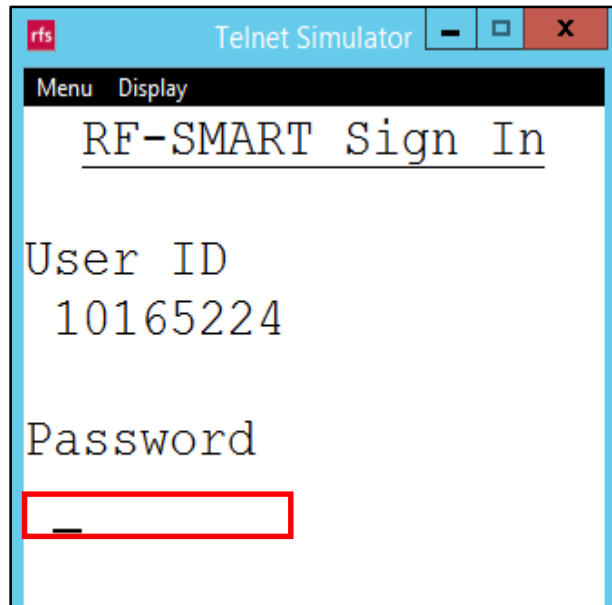 rfs Telnet Simulator
Menu Display
RF-SMART Sign In
User ID
10165224
Password
_